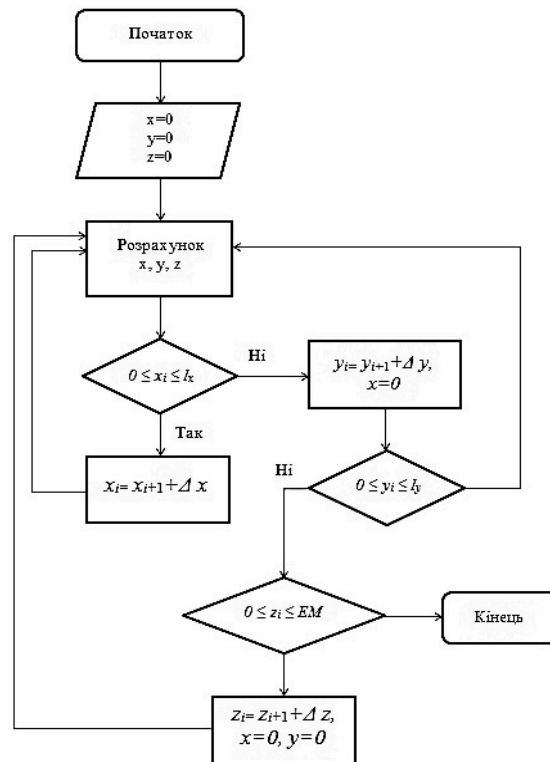 Початок
x=0
y=0
z=0
Розрахунок
x, y, z
0 ≤ xᵢ ≤ lₓ
Ні
yᵢ= yᵢ₊₁+Δ y,
x=0
Так
xᵢ= xᵢ₊₁+Δ x
Ні
0 ≤ yᵢ ≤ l_y
0 ≤ zᵢ ≤ EM
Кінець
zᵢ= zᵢ₊₁+Δ z,
x=0, y=0